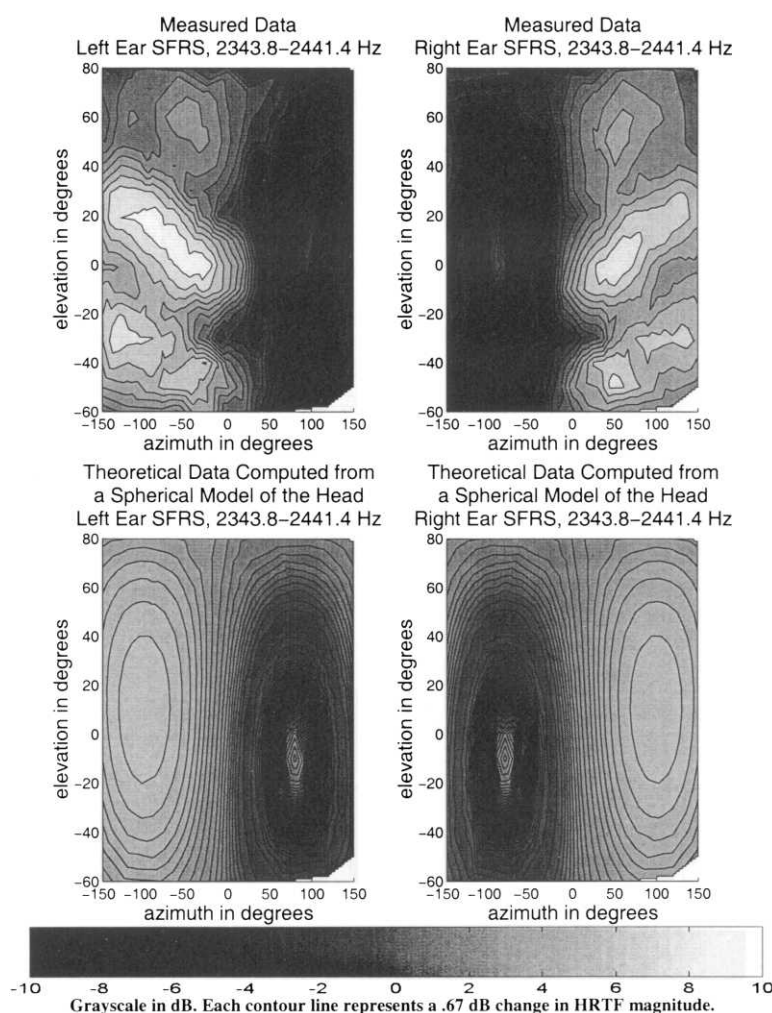 Measured Data
Left Ear SFRS, 2343.8−2441.4 Hz
80
60
40
20
0
−20
−40
−60
elevation in degrees
−150 −100 −50 0 50 100 150
azimuth in degrees
Measured Data
Right Ear SFRS, 2343.8−2441.4 Hz
80
60
40
20
0
−20
−40
−60
elevation in degrees
−150 −100 −50 0 50 100 150
azimuth in degrees
Theoretical Data Computed from
a Spherical Model of the Head
Left Ear SFRS, 2343.8−2441.4 Hz
80
60
40
20
0
−20
−40
−60
elevation in degrees
−150 −100 −50 0 50 100 150
azimuth in degrees
Theoretical Data Computed from
a Spherical Model of the Head
Right Ear SFRS, 2343.8−2441.4 Hz
80
60
40
20
0
−20
−40
−60
elevation in degrees
−150 −100 −50 0 50 100 150
azimuth in degrees
-10 -8 -6 -4 -2 0 2 4 6 8 10
Grayscale in dB. Each contour line represents a .67 dB change in HRTF magnitude.